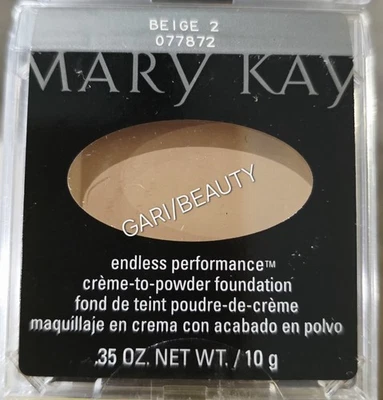 BEIGE 2
077872
MARY KAY
GARI/BEAUTY
endless performance™
crème-to-powder foundation
fond de teint poudre-de-crème
maquillaje en crema con acabado en polvo
.35 OZ. NET WT. / 10 g